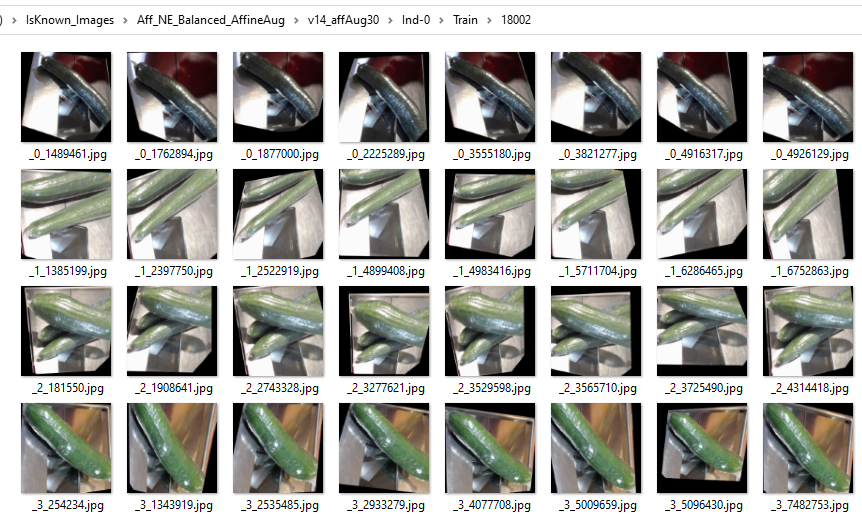 ) > IsKnown_Images > Aff_NE_Balanced_AffineAug > v14_affAug30 > Ind-0 > Train > 18002
_0_1489461.jpg _0_1762894.jpg _0_1877000.jpg _0_2225289.jpg _0_3555180.jpg _0_3821277.jpg _0_4916317.jpg _0_4926129.jpg
_1_1385199.jpg _1_2397750.jpg _1_2522919.jpg _1_4899408.jpg _1_4983416.jpg _1_5711704.jpg _1_6286465.jpg _1_6752863.jpg
_2_181550.jpg _2_1908641.jpg _2_2743328.jpg _2_3277621.jpg _2_3529598.jpg _2_3565710.jpg _2_3725490.jpg _2_4314418.jpg
_3_254234.jpg _3_1343919.jpg _3_2535485.jpg _3_2933279.jpg _3_4077708.jpg _3_5009659.jpg _3_5096430.jpg _3_7482753.jpg